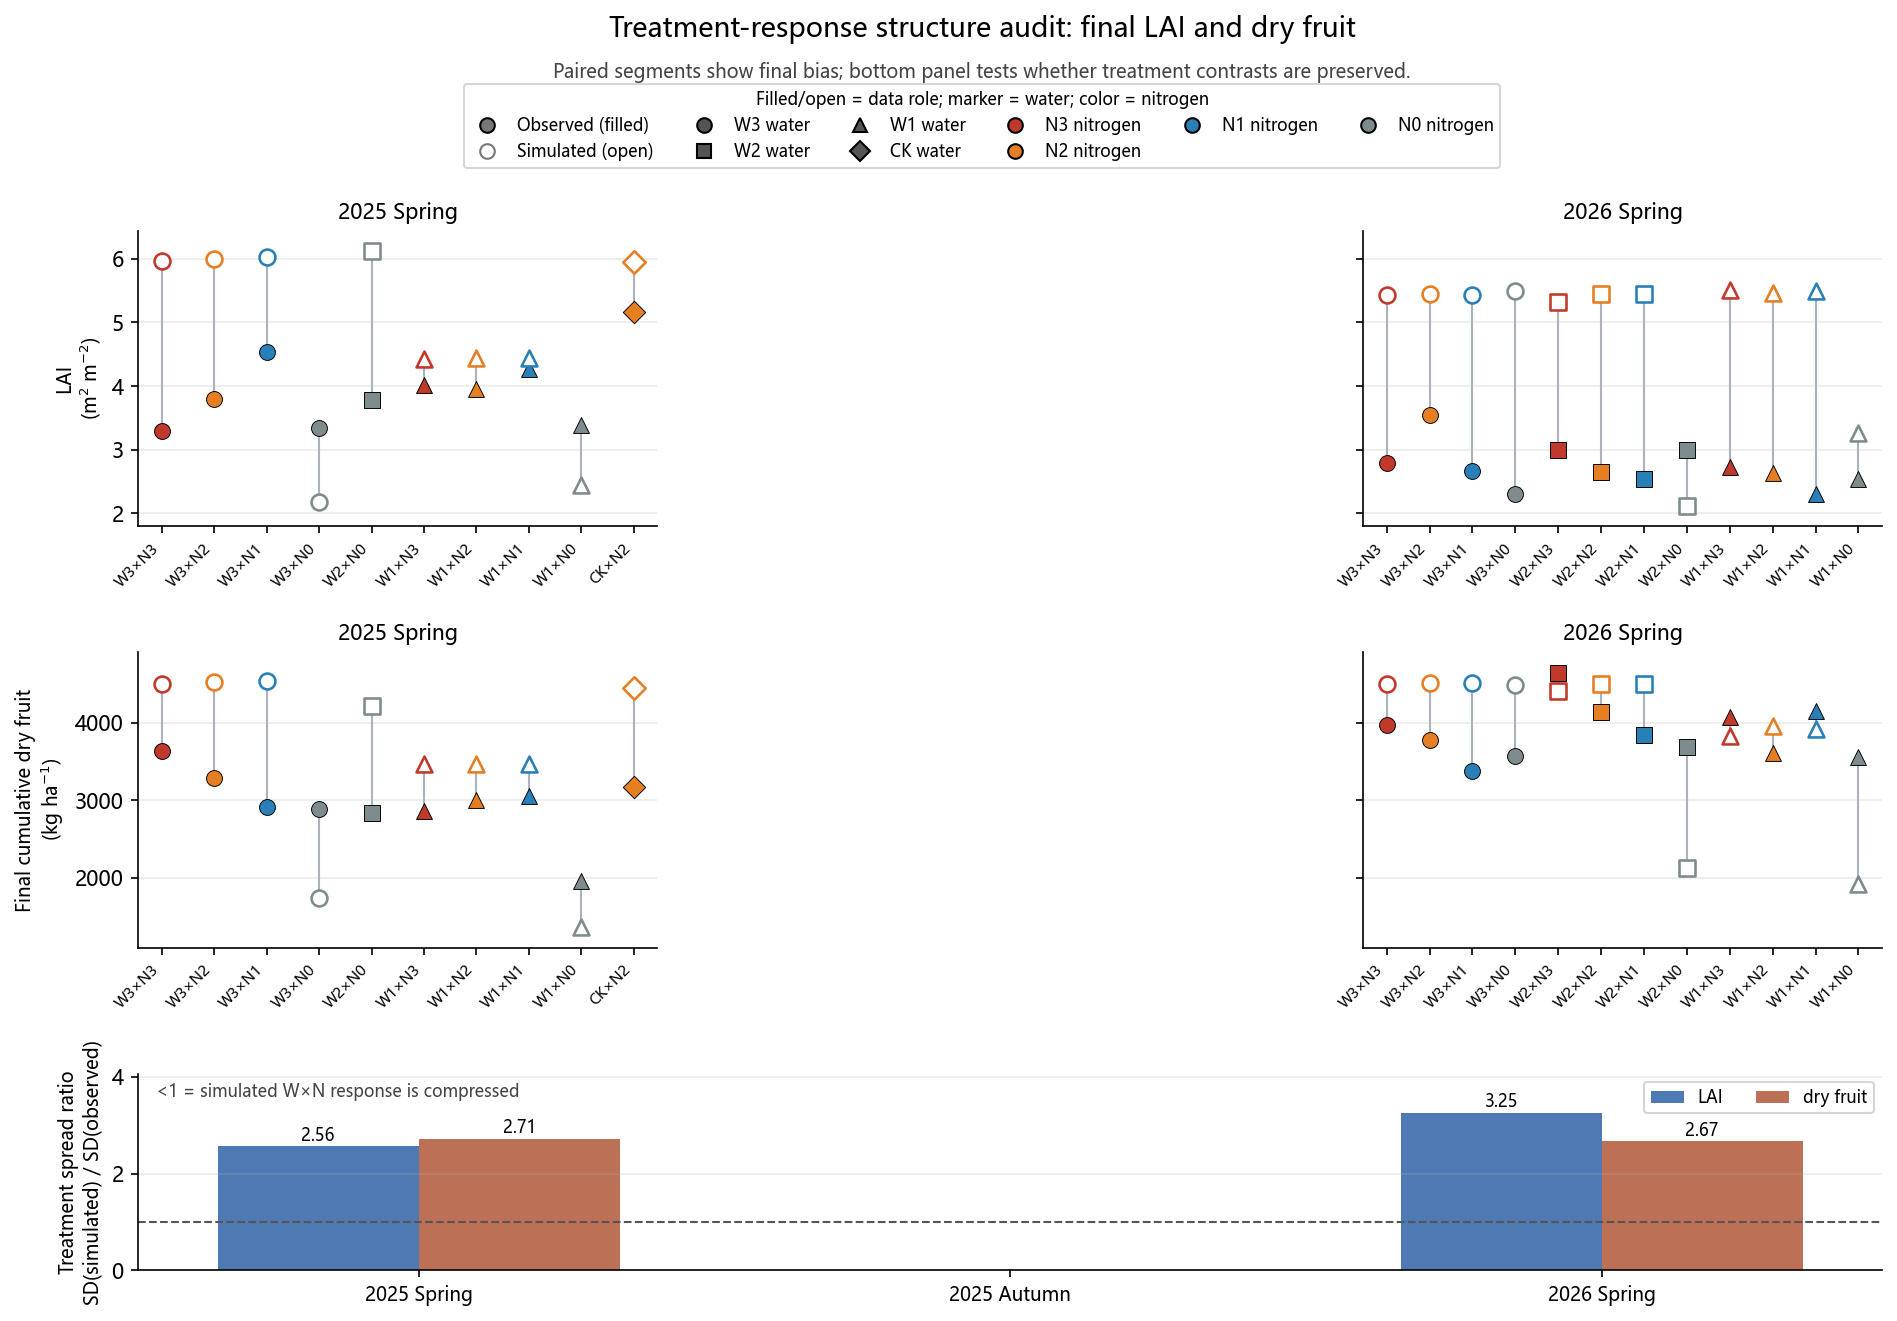 Treatment-response structure audit: final LAI and dry fruit
Paired segments show final bias; bottom panel tests whether treatment contrasts are preserved.
Filled/open = data role; marker = water; color = nitrogen
Observed (filled) W3 water W1 water N3 nitrogen N1 nitrogen N0 nitrogen
Simulated (open) W2 water CK water N2 nitrogen
2025 Spring
LAI
(m² m⁻²)
6
5
4
3
2
W3×N3 W3×N2 W3×N1 W3×N0 W2×N0 W1×N3 W1×N2 W1×N1 W1×N0 CK×N2
2026 Spring
W3×N3 W3×N2 W3×N1 W3×N0 W2×N3 W2×N2 W2×N1 W2×N0 W1×N3 W1×N2 W1×N1 W1×N0
2025 Spring
Final cumulative dry fruit
(kg ha⁻¹)
4000
3000
2000
W3×N3 W3×N2 W3×N1 W3×N0 W2×N0 W1×N3 W1×N2 W1×N1 W1×N0 CK×N2
2026 Spring
W3×N3 W3×N2 W3×N1 W3×N0 W2×N3 W2×N2 W2×N1 W2×N0 W1×N3 W1×N2 W1×N1 W1×N0
Treatment spread ratio
SD(simulated) / SD(observed)
4
2
0
<1 = simulated W×N response is compressed
LAI dry fruit
2.56 2.71 3.25 2.67
2025 Spring 2025 Autumn 2026 Spring